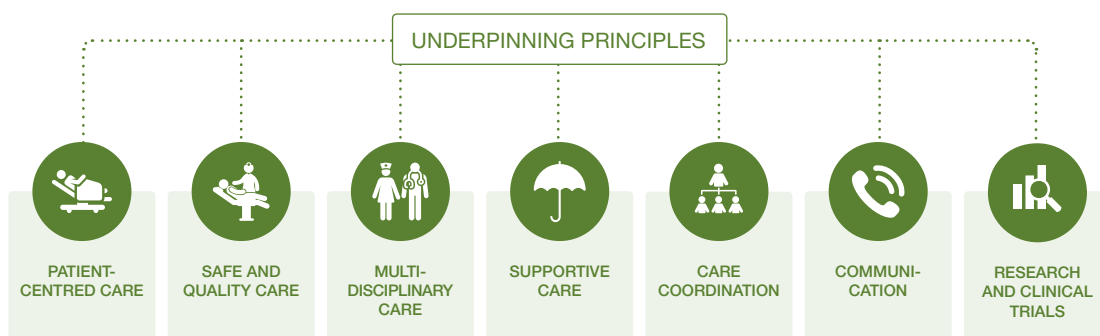 UNDERPINNING PRINCIPLES
PATIENT-
CENTRED CARE
SAFE AND
QUALITY CARE
MULTI-
DISCIPLINARY
CARE
SUPPORTIVE
CARE
CARE
COORDINATION
COMMUNI-
CATION
RESEARCH
AND CLINICAL
TRIALS